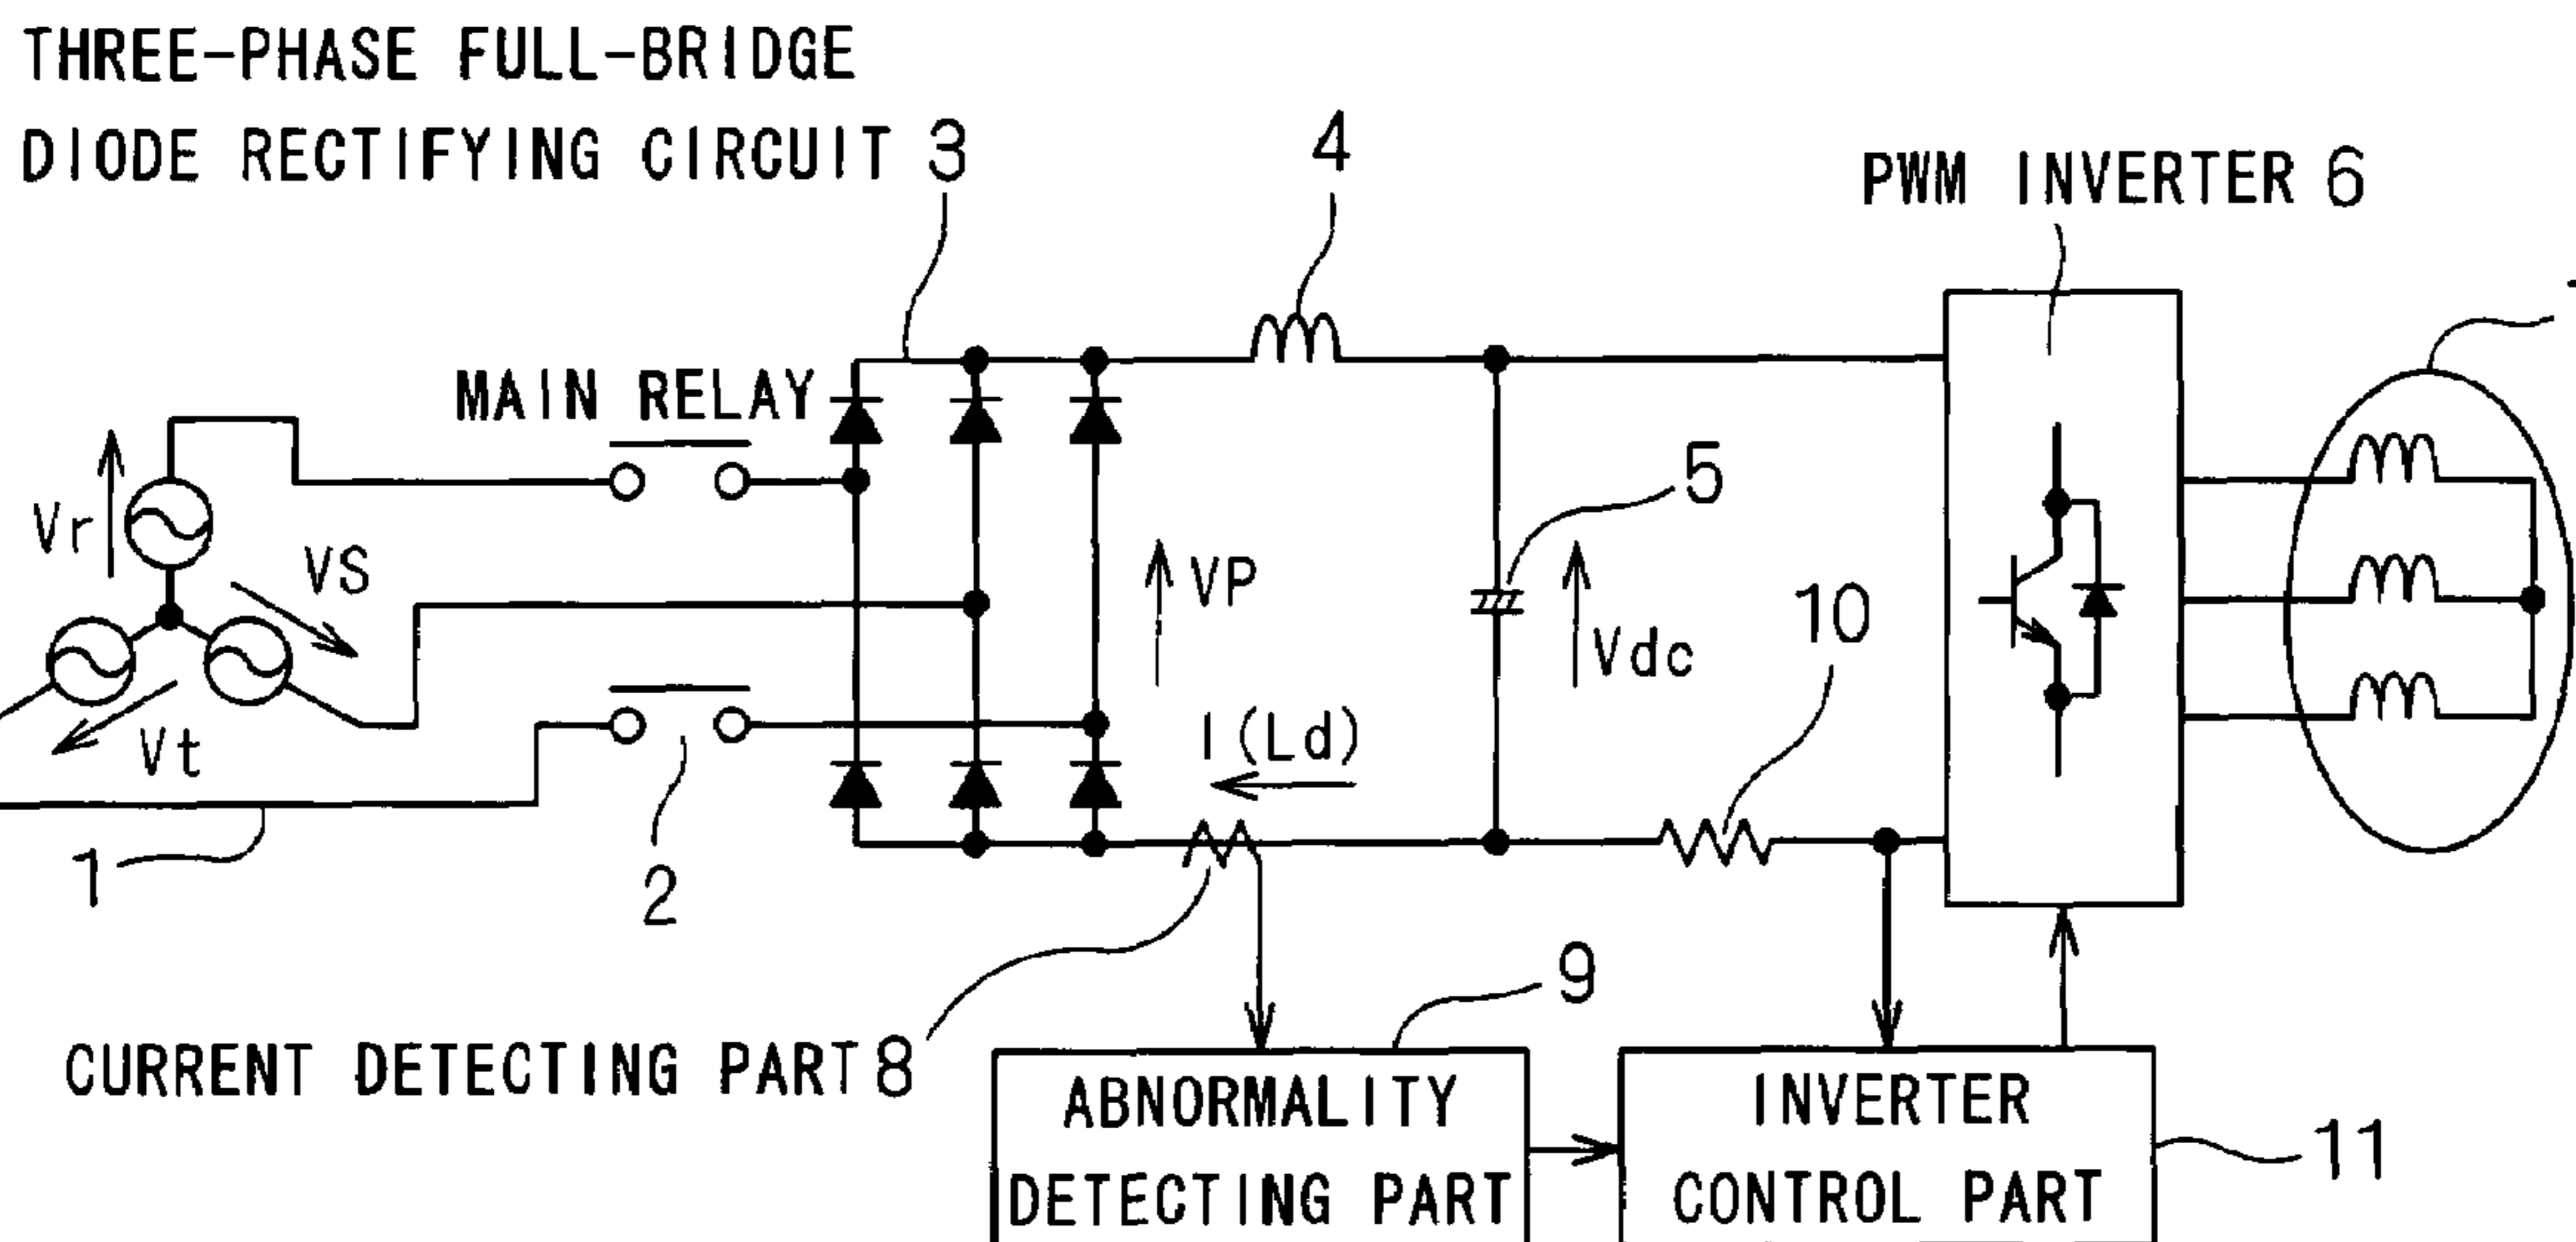 THREE-PHASE FULL-BRIDGE
DIODE RECTIFYING CIRCUIT 3
4
PWM INVERTER 6
MAIN RELAY
Vr
VS
Vt
VP
5
Vdc
10
I(Ld)
1
2
CURRENT DETECTING PART 8
9
ABNORMALITY
DETECTING PART
INVERTER
CONTROL PART
11